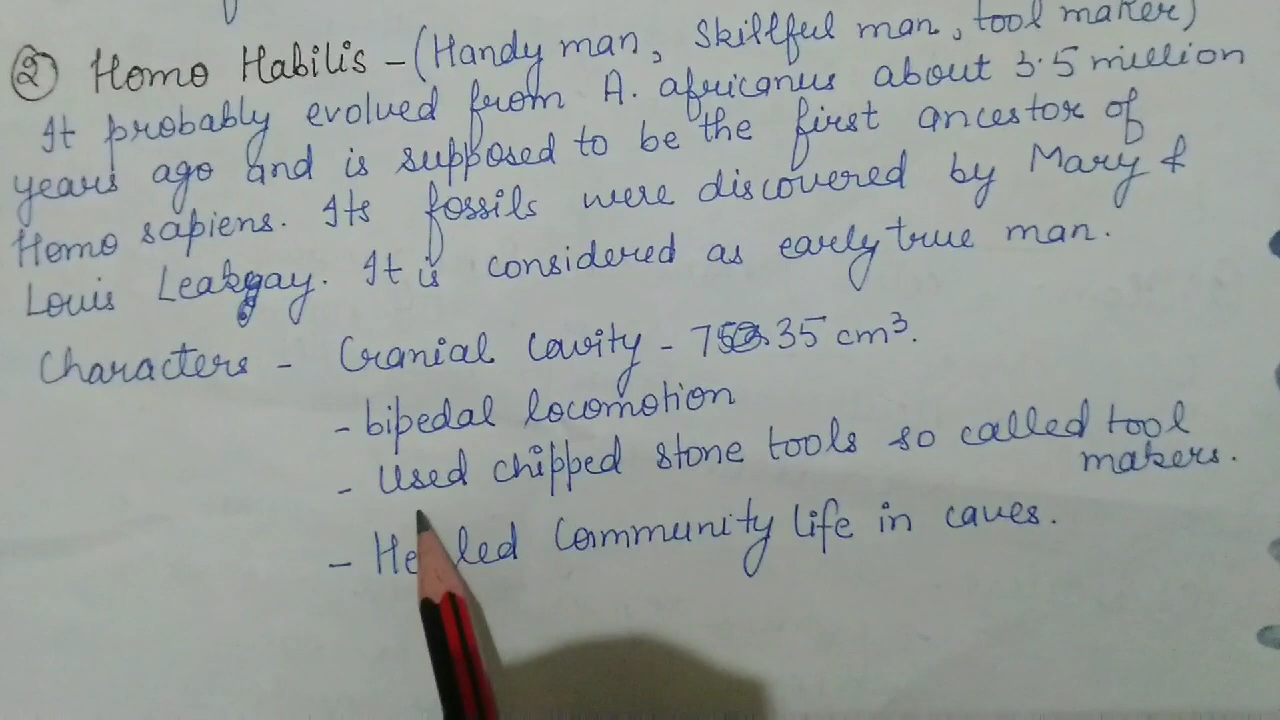 ② Homo Habilis - (Handy man, skillful man, tool maker)
It probably evolved from A. africanus about 3.5 million
years ago and is supposed to be the first ancestor of
Homo sapiens. Its fossils were discovered by Mary &
Louis Leakgay. It is considered as early true man.
Characters - Cranial cavity - 35 cm³.
- bipedal locomotion
- Used chipped stone tools so called tool
makers.
- He led community life in caves.